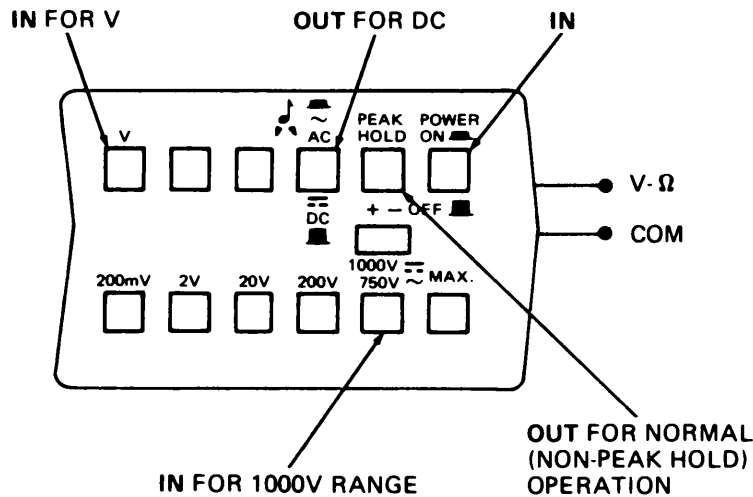 IN FOR V
OUT FOR DC
IN
V
∼
AC
PEAK
HOLD
POWER
ON
V-Ω
DC
+ − OFF
COM
200mV
2V
20V
200V
1000V
750V
∼ MAX.
OUT FOR NORMAL
(NON-PEAK HOLD)
OPERATION
IN FOR 1000V RANGE